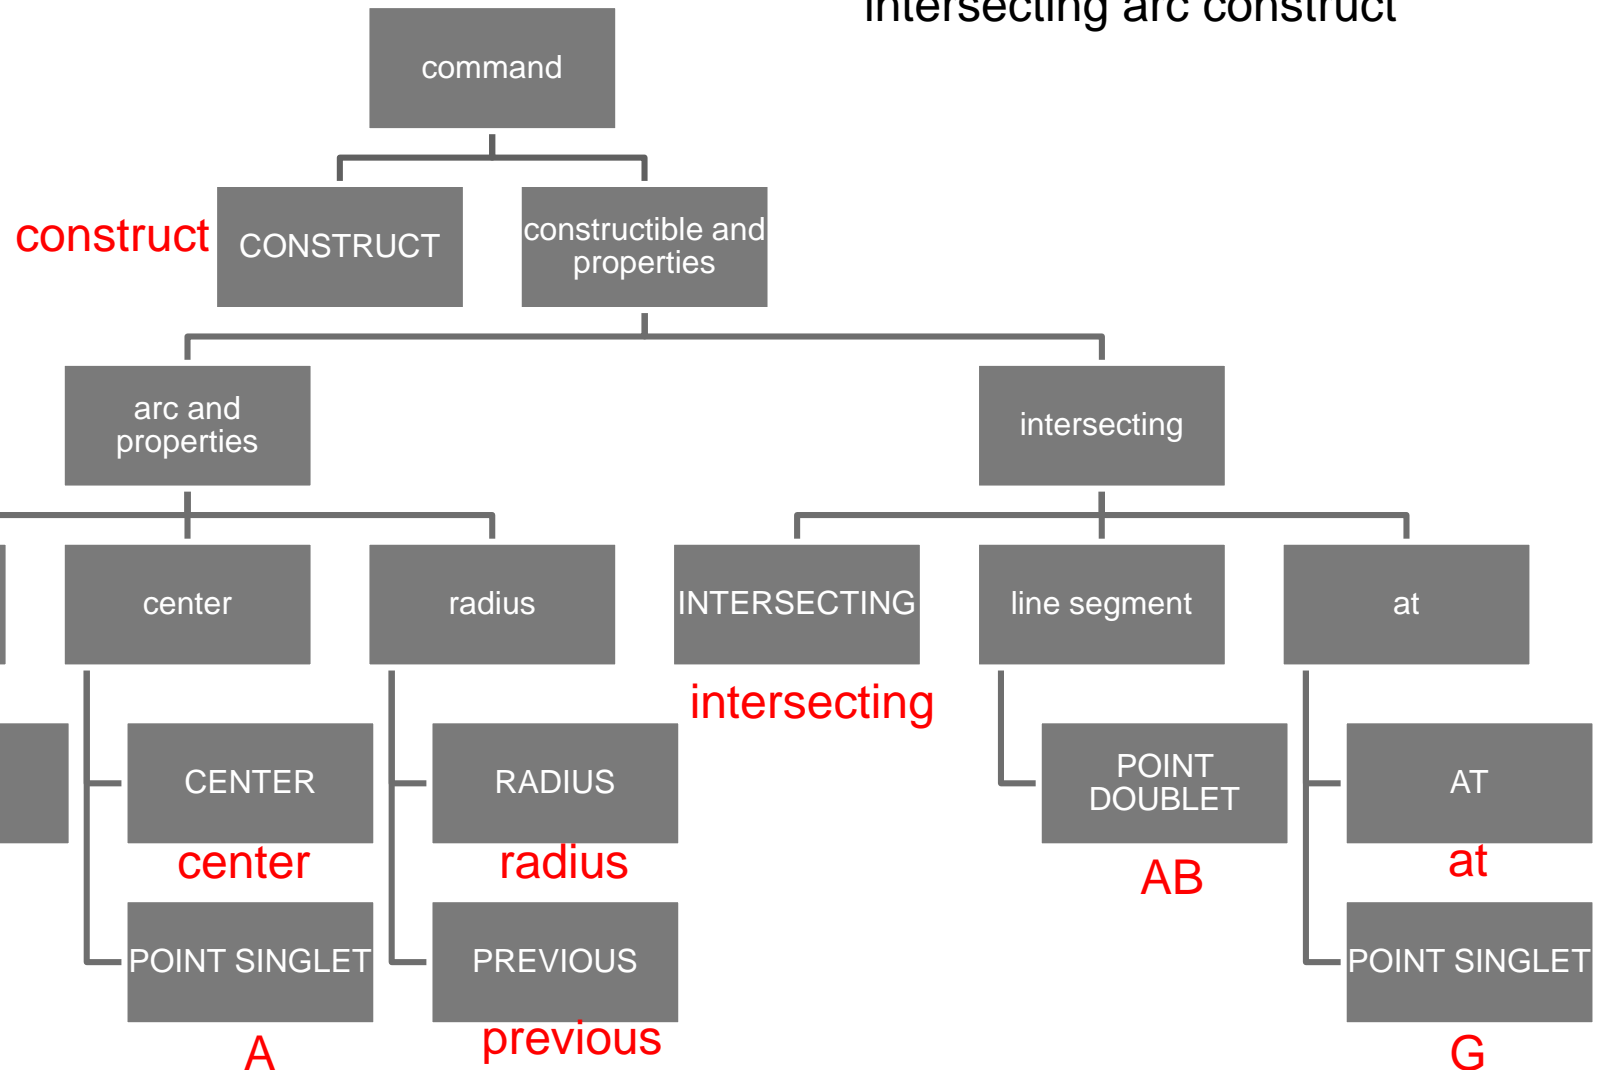 intersecting arc construct
command
construct
CONSTRUCT
constructible and
properties
arc and
properties
intersecting
center
radius
INTERSECTING
line segment
at
intersecting
CENTER
RADIUS
POINT
DOUBLET
AT
center
radius
AB
at
POINT SINGLET
PREVIOUS
POINT SINGLET
A
previous
G